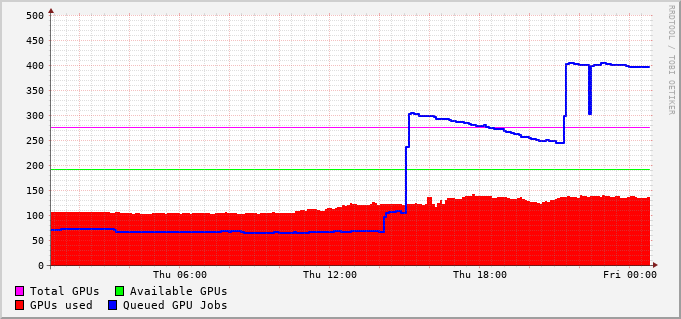 500
450
400
350
300
250
200
150
100
50
0
Thu 06:00 Thu 12:00 Thu 18:00 Fri 00:00
Total GPUs Available GPUs
GPUs used Queued GPU Jobs
RRDTOOL / TOBI OETIKER